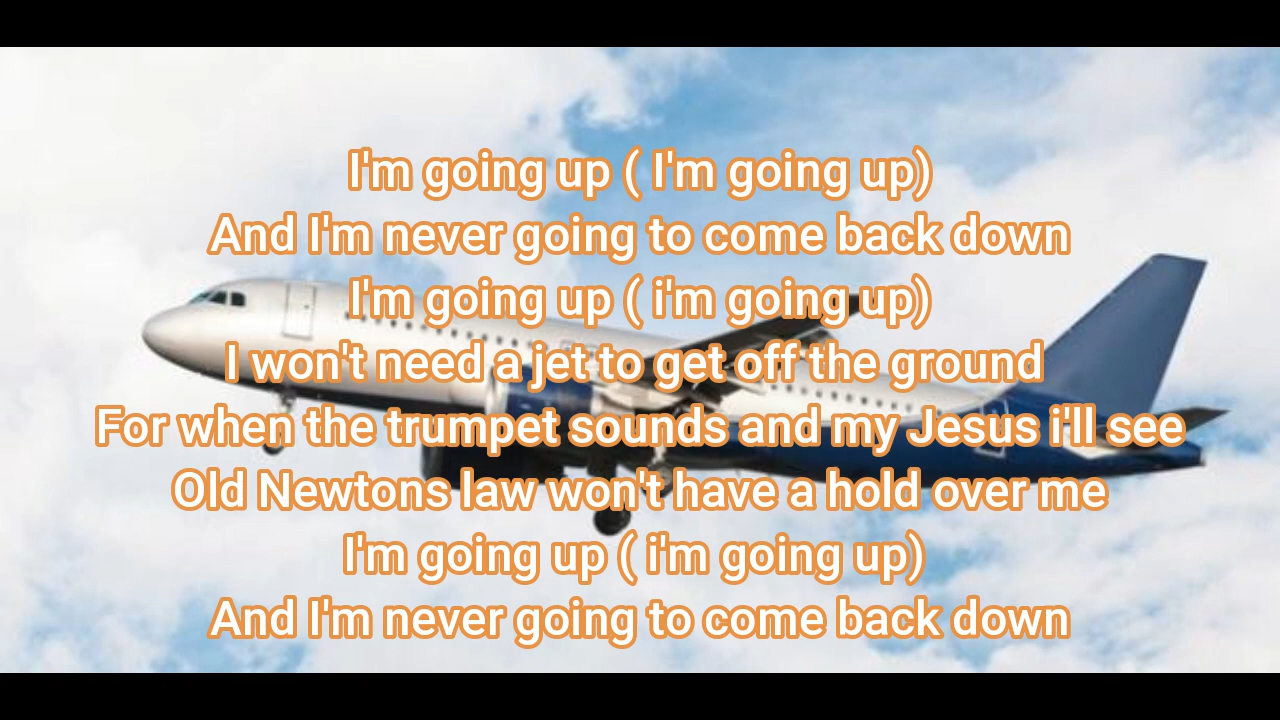 I'm going up ( I'm going up)
And I'm never going to come back down
I'm going up ( i'm going up)
I won't need a jet to get off the ground
For when the trumpet sounds and my Jesus i'll see
Old Newtons law won't have a hold over me
I'm going up ( i'm going up)
And I'm never going to come back down